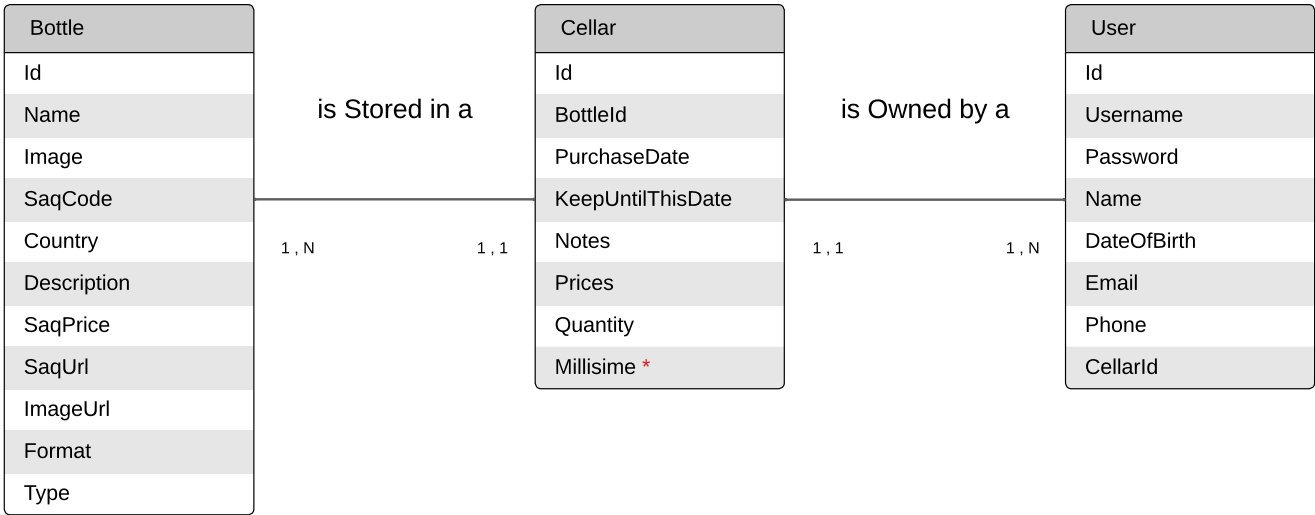 Bottle
Id
Name
Image
SaqCode
Country
Description
SaqPrice
SaqUrl
ImageUrl
Format
Type
is Stored in a
1 , N
1 , 1
Cellar
Id
BottleId
PurchaseDate
KeepUntilThisDate
Notes
Prices
Quantity
Millisime *
is Owned by a
1 , 1
1 , N
User
Id
Username
Password
Name
DateOfBirth
Email
Phone
CellarId